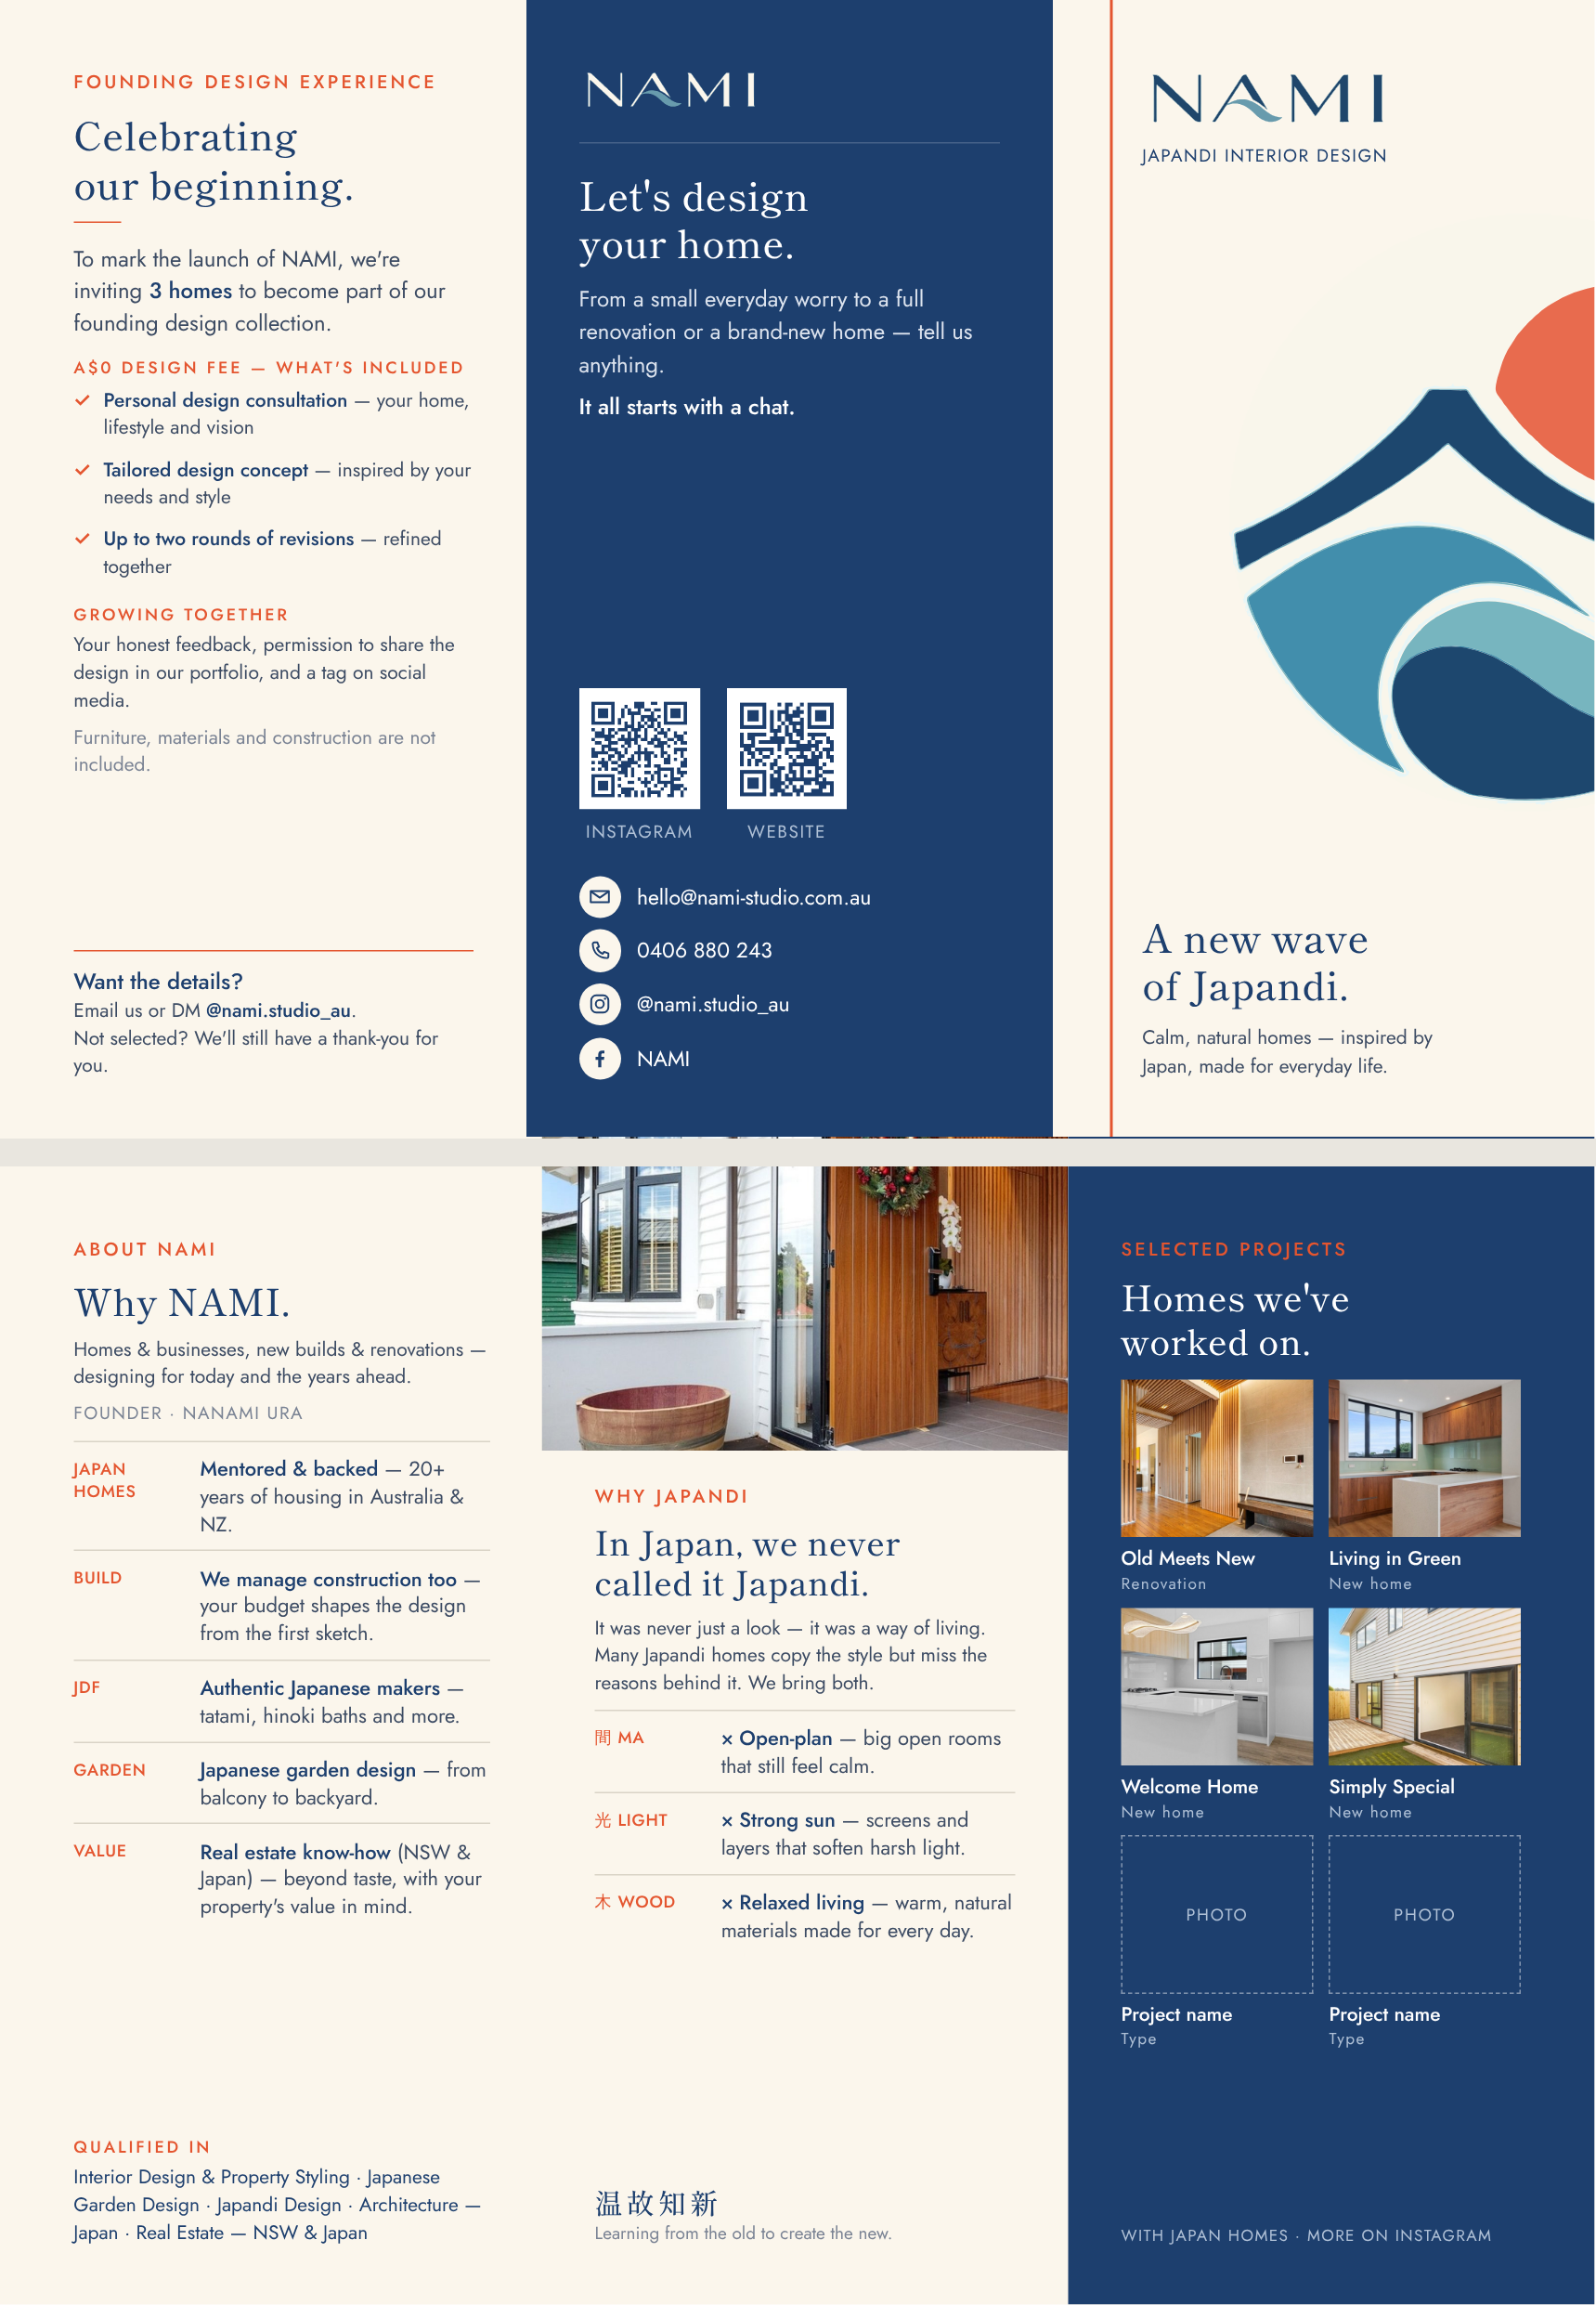 FOUNDING DESIGN EXPERIENCE
Celebrating
our beginning.
To mark the launch of NAMI, we're
inviting 3 homes to become part of our
founding design collection.
A$0 DESIGN FEE — WHAT'S INCLUDED
Personal design consultation — your home,
lifestyle and vision
Tailored design concept — inspired by your
needs and style
Up to two rounds of revisions — refined
together
GROWING TOGETHER
Your honest feedback, permission to share the
design in our portfolio, and a tag on social
media.
Furniture, materials and construction are not
included.
Want the details?
Email us or DM @nami.studio_au.
Not selected? We'll still have a thank-you for
you.
NAMI
Let's design
your home.
From a small everyday worry to a full
renovation or a brand-new home — tell us
anything.
It all starts with a chat.
INSTAGRAM
WEBSITE
hello@nami-studio.com.au
0406 880 243
@nami.studio_au
NAMI
NAMI
JAPANDI INTERIOR DESIGN
A new wave
of Japandi.
Calm, natural homes — inspired by
Japan, made for everyday life.
ABOUT NAMI
Why NAMI.
Homes & businesses, new builds & renovations —
designing for today and the years ahead.
FOUNDER · NANAMI URA
JAPAN
HOMES
Mentored & backed — 20+
years of housing in Australia &
NZ.
BUILD
We manage construction too —
your budget shapes the design
from the first sketch.
JDF
Authentic Japanese makers —
tatami, hinoki baths and more.
GARDEN
Japanese garden design — from
balcony to backyard.
VALUE
Real estate know-how (NSW &
Japan) — beyond taste, with your
property's value in mind.
QUALIFIED IN
Interior Design & Property Styling · Japanese
Garden Design · Japandi Design · Architecture —
Japan · Real Estate — NSW & Japan
WHY JAPANDI
In Japan, we never
called it Japandi.
It was never just a look — it was a way of living.
Many Japandi homes copy the style but miss the
reasons behind it. We bring both.
間 MA
× Open-plan — big open rooms
that still feel calm.
光 LIGHT
× Strong sun — screens and
layers that soften harsh light.
木 WOOD
× Relaxed living — warm, natural
materials made for every day.
温故知新
Learning from the old to create the new.
SELECTED PROJECTS
Homes we've
worked on.
Old Meets New
Renovation
Living in Green
New home
Welcome Home
New home
Simply Special
New home
PHOTO
PHOTO
Project name
Type
Project name
Type
WITH JAPAN HOMES · MORE ON INSTAGRAM